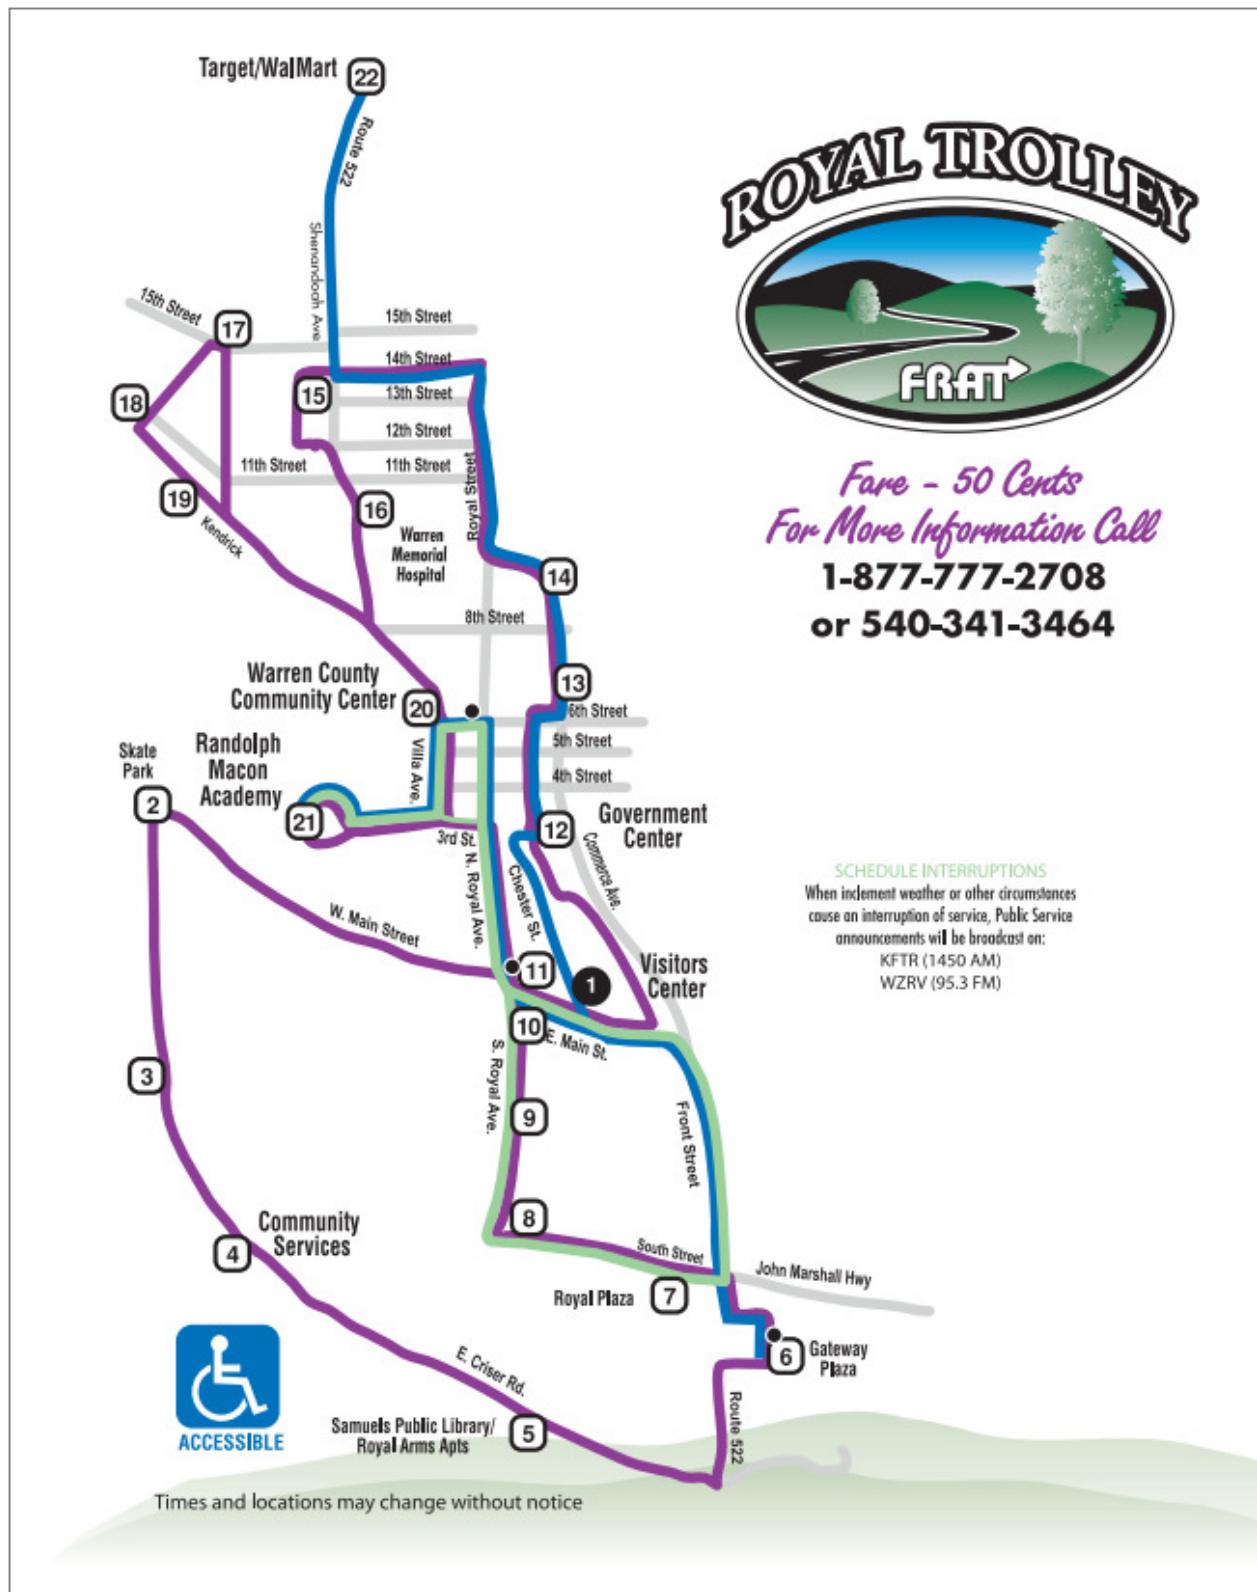 Target/WalMart
22
Route 522
Shenandoah Ave
ROYAL TROLLEY
FRAT
15th Street
17
15th Street
14th Street
15
13th Street
18
12th Street
11th Street
11th Street
Royal Street
19
Kendrick
16
Warren
Memorial
Hospital
Fare - 50 Cents
For More Information Call
1-877-777-2708
or 540-341-3464
14
8th Street
Warren County
Community Center
20
13
6th Street
5th Street
4th Street
Villa Ave.
Skate
Park
2
Randolph
Macon
Academy
21
3rd St.
N. Royal Ave.
12
Government
Center
Commerce Ave.
Chester St.
W. Main Street
11
1
Visitors
Center
SCHEDULE INTERRUPTIONS
When inclement weather or other circumstances
cause an interruption of service, Public Service
announcements will be broadcast on:
KFTR (1450 AM)
WZRV (95.3 FM)
10
E. Main St.
S. Royal Ave.
3
9
Front Street
8
Community
Services
4
South Street
John Marshall Hwy
Royal Plaza
7
6
Gateway
Plaza
E. Criser Rd.
Route 522
ACCESSIBLE
Samuels Public Library/
Royal Arms Apts
5
Times and locations may change without notice